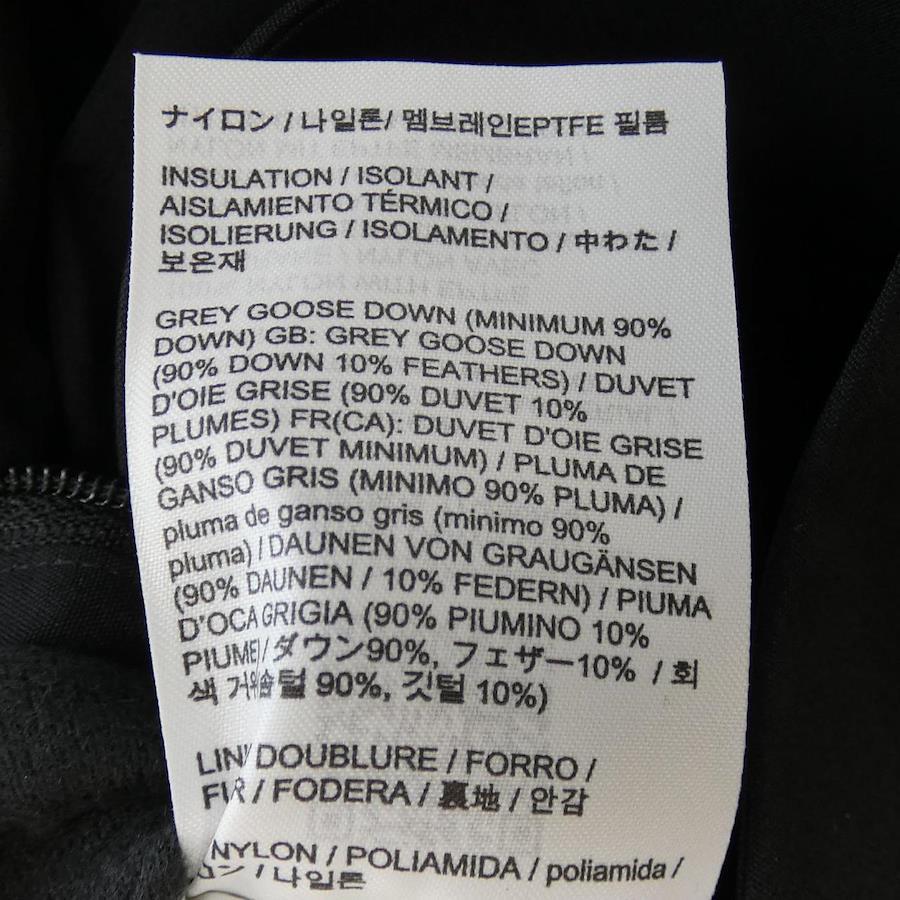 ナイロン / 나일론/ 멤브레인EPTFE 필름
INSULATION / ISOLANT /
AISLAMIENTO TÉRMICO /
ISOLIERUNG / ISOLAMENTO / 中わた /
보온재
GREY GOOSE DOWN (MINIMUM 90%
DOWN) GB: GREY GOOSE DOWN
(90% DOWN 10% FEATHERS) / DUVET
D'OIE GRISE (90% DUVET 10%
PLUMES) FR(CA): DUVET D'OIE GRISE
(90% DUVET MINIMUM) / PLUMA DE
GANSO GRIS (MINIMO 90% PLUMA) /
pluma de ganso gris (minimo 90%
pluma) / DAUNEN VON GRAUGÄNSEN
(90% DAUNEN / 10% FEDERN) / PIUMA
D'OCA GRIGIA (90% PIUMINO 10%
PIUME/ダウン90%, フェザー10% / 회
색 90%, 깃털 10%)
DOUBLURE / FORRO /
/ FODERA / 裏地 / 안감
NYLON / POLIAMIDA / poliamida /
/ 나일론